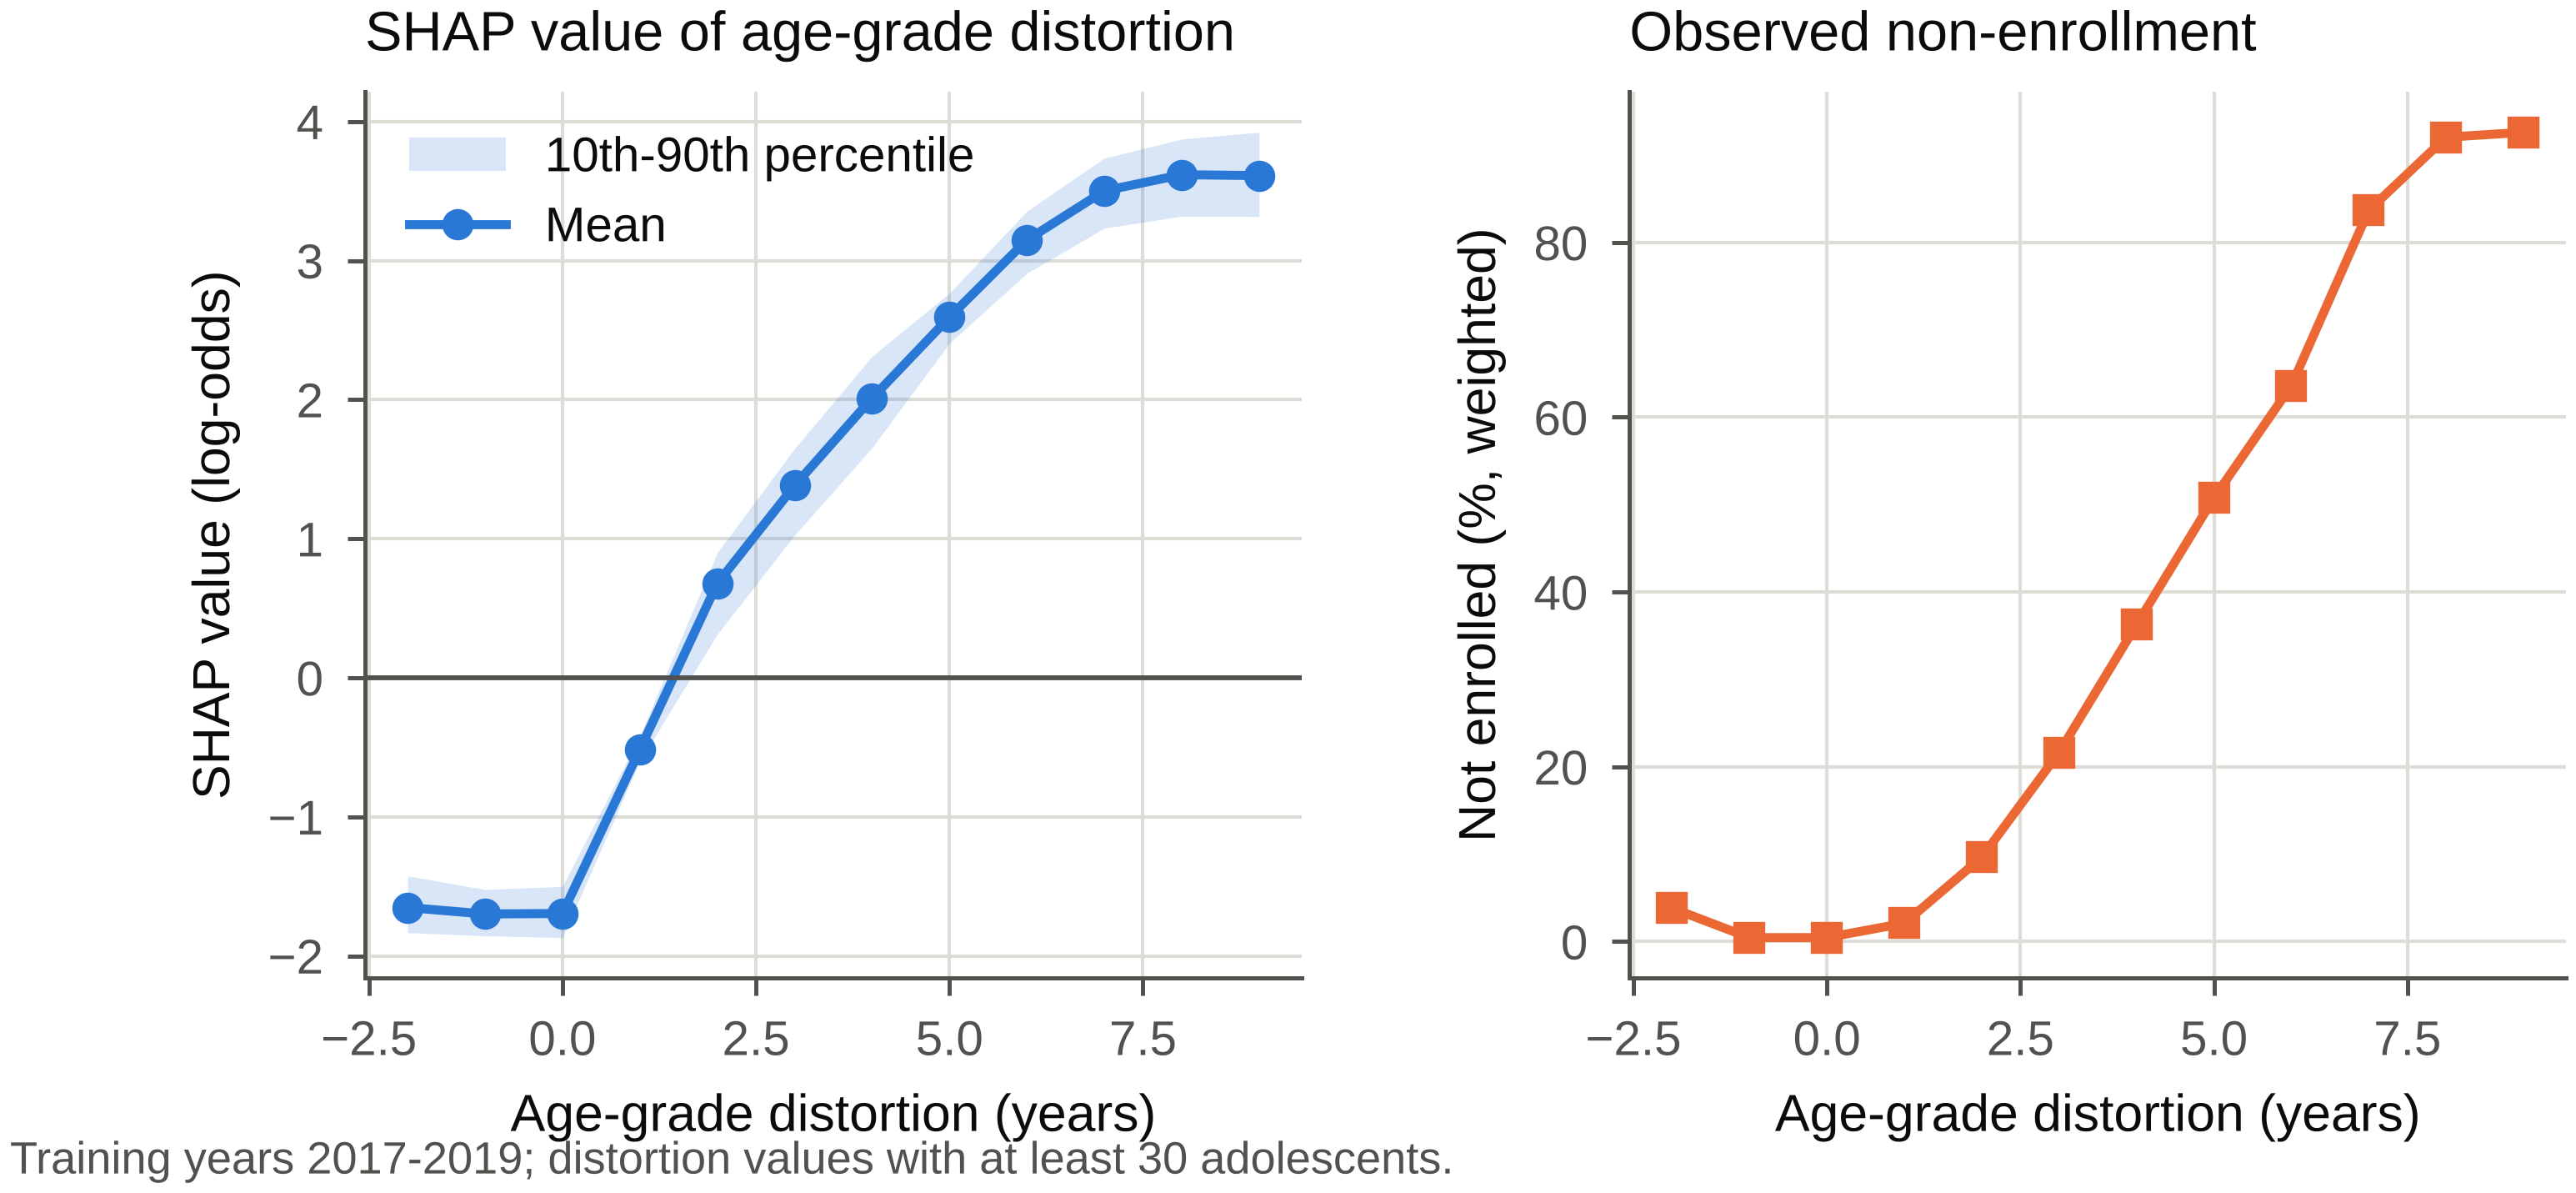 SHAP value of age-grade distortion
4
3
2
1
0
−1
−2
SHAP value (log-odds)
10th-90th percentile
Mean
−2.5
0.0
2.5
5.0
7.5
Age-grade distortion (years)
Observed non-enrollment
80
60
40
20
0
Not enrolled (%, weighted)
−2.5
0.0
2.5
5.0
7.5
Age-grade distortion (years)
Training years 2017-2019; distortion values with at least 30 adolescents.